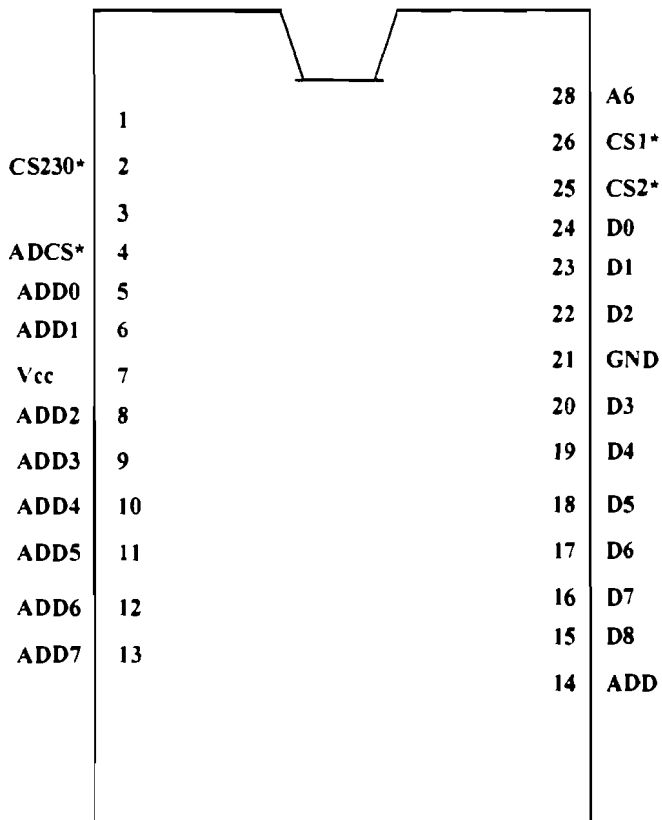 28 A6
1
26 CS1*
CS230* 2
25 CS2*
3
24 D0
ADCS* 4
23 D1
ADD0 5
22 D2
ADD1 6
21 GND
Vcc 7
20 D3
ADD2 8
19 D4
ADD3 9
18 D5
ADD4 10
17 D6
ADD5 11
16 D7
ADD6 12
15 D8
ADD7 13
14 ADD